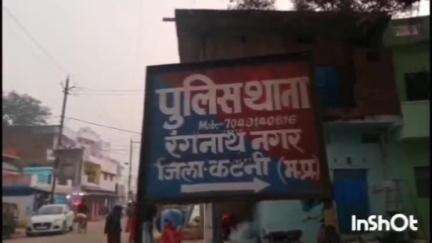 पुलिस थाना
Mob- 7049140616
रंगनाथ नगर
जिला-कटनी (म.प्र)
InShOt